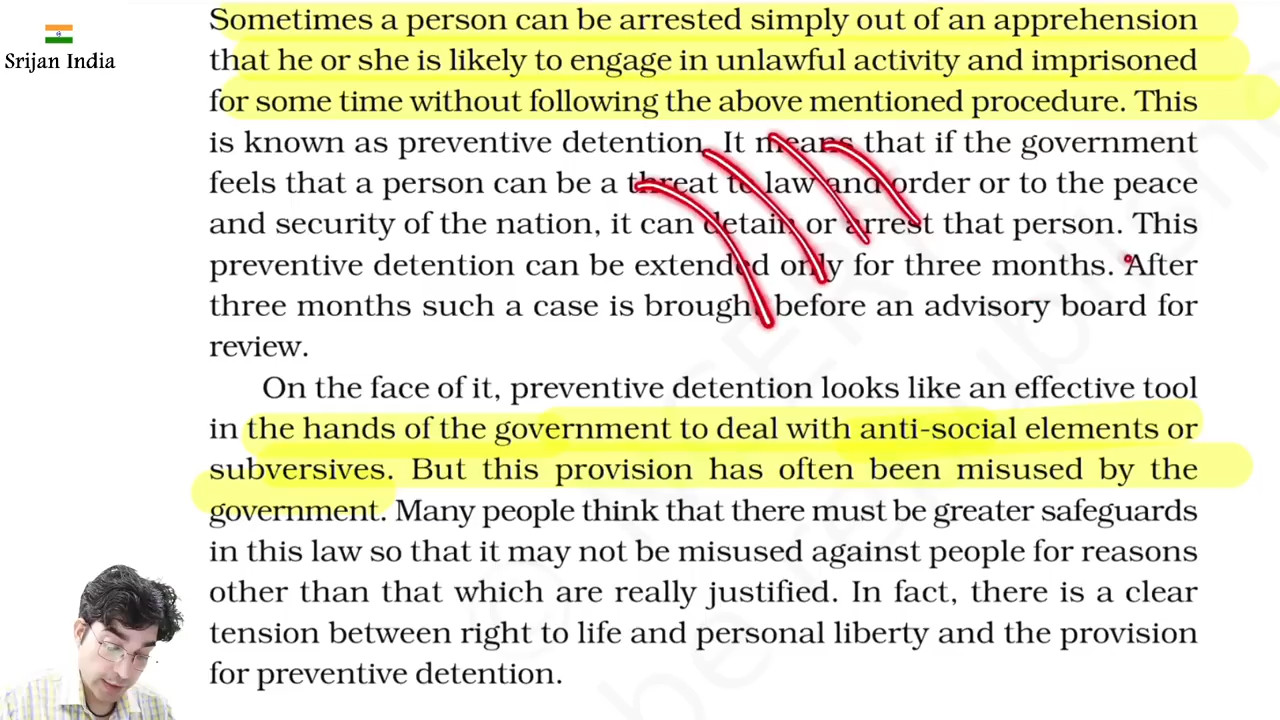 Sometimes a person can be arrested simply out of an apprehension
that he or she is likely to engage in unlawful activity and imprisoned
for some time without following the above mentioned procedure. This
is known as preventive detention. It means that if the government
feels that a person can be a threat to law and order or to the peace
and security of the nation, it can detain or arrest that person. This
preventive detention can be extended only for three months. After
three months such a case is brought before an advisory board for
review.
On the face of it, preventive detention looks like an effective tool
in the hands of the government to deal with anti-social elements or
subversives. But this provision has often been misused by the
government. Many people think that there must be greater safeguards
in this law so that it may not be misused against people for reasons
other than that which are really justified. In fact, there is a clear
tension between right to life and personal liberty and the provision
for preventive detention.
Srijan India